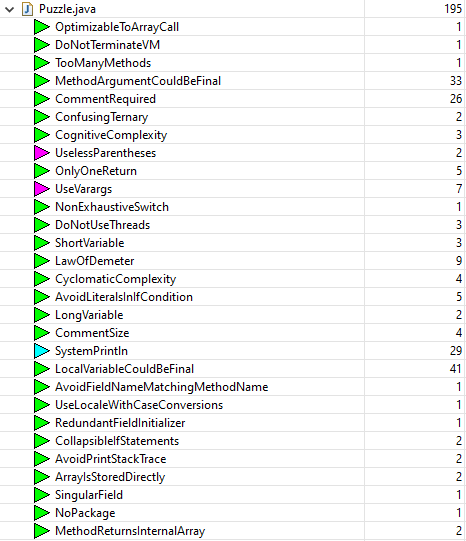 Puzzle.java 195
OptimizableToArrayCall 1
DoNotTerminateVM 1
TooManyMethods 1
MethodArgumentCouldBeFinal 33
CommentRequired 26
ConfusingTernary 2
CognitiveComplexity 3
UselessParentheses 2
OnlyOneReturn 5
UseVarargs 7
NonExhaustiveSwitch 1
DoNotUseThreads 3
ShortVariable 3
LawOfDemeter 9
CyclomaticComplexity 4
AvoidLiteralsInIfCondition 5
LongVariable 2
CommentSize 4
SystemPrintln 29
LocalVariableCouldBeFinal 41
AvoidFieldNameMatchingMethodName 1
UseLocaleWithCaseConversions 1
RedundantFieldInitializer 1
CollapsibleIfStatements 2
AvoidPrintStackTrace 2
ArrayIsStoredDirectly 2
SingularField 1
NoPackage 1
MethodReturnsInternalArray 2